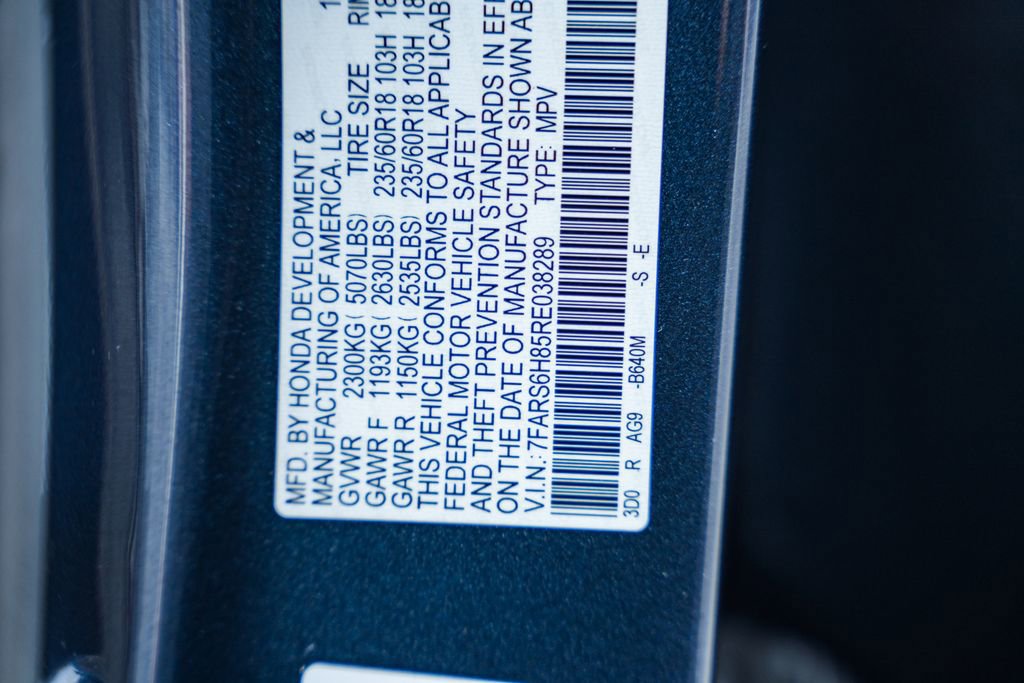 MFD. BY HONDA DEVELOPMENT &
MANUFACTURING OF AMERICA, LLC
GVWR 2300KG( 5070LBS) TIRE SIZE
GAWR F 1193KG( 2630LBS) 235/60R18 103H 18
GAWR R 1150KG( 2535LBS) 235/60R18 103H 18
THIS VEHICLE CONFORMS TO ALL APPLICAB
FEDERAL MOTOR VEHICLE SAFETY
AND THEFT PREVENTION STANDARDS IN EF
ON THE DATE OF MANUFACTURE SHOWN AB
V.I.N.: 7FARS6H85RE038289 TYPE: MPV
3D0 R AG9 -B640M -S -E